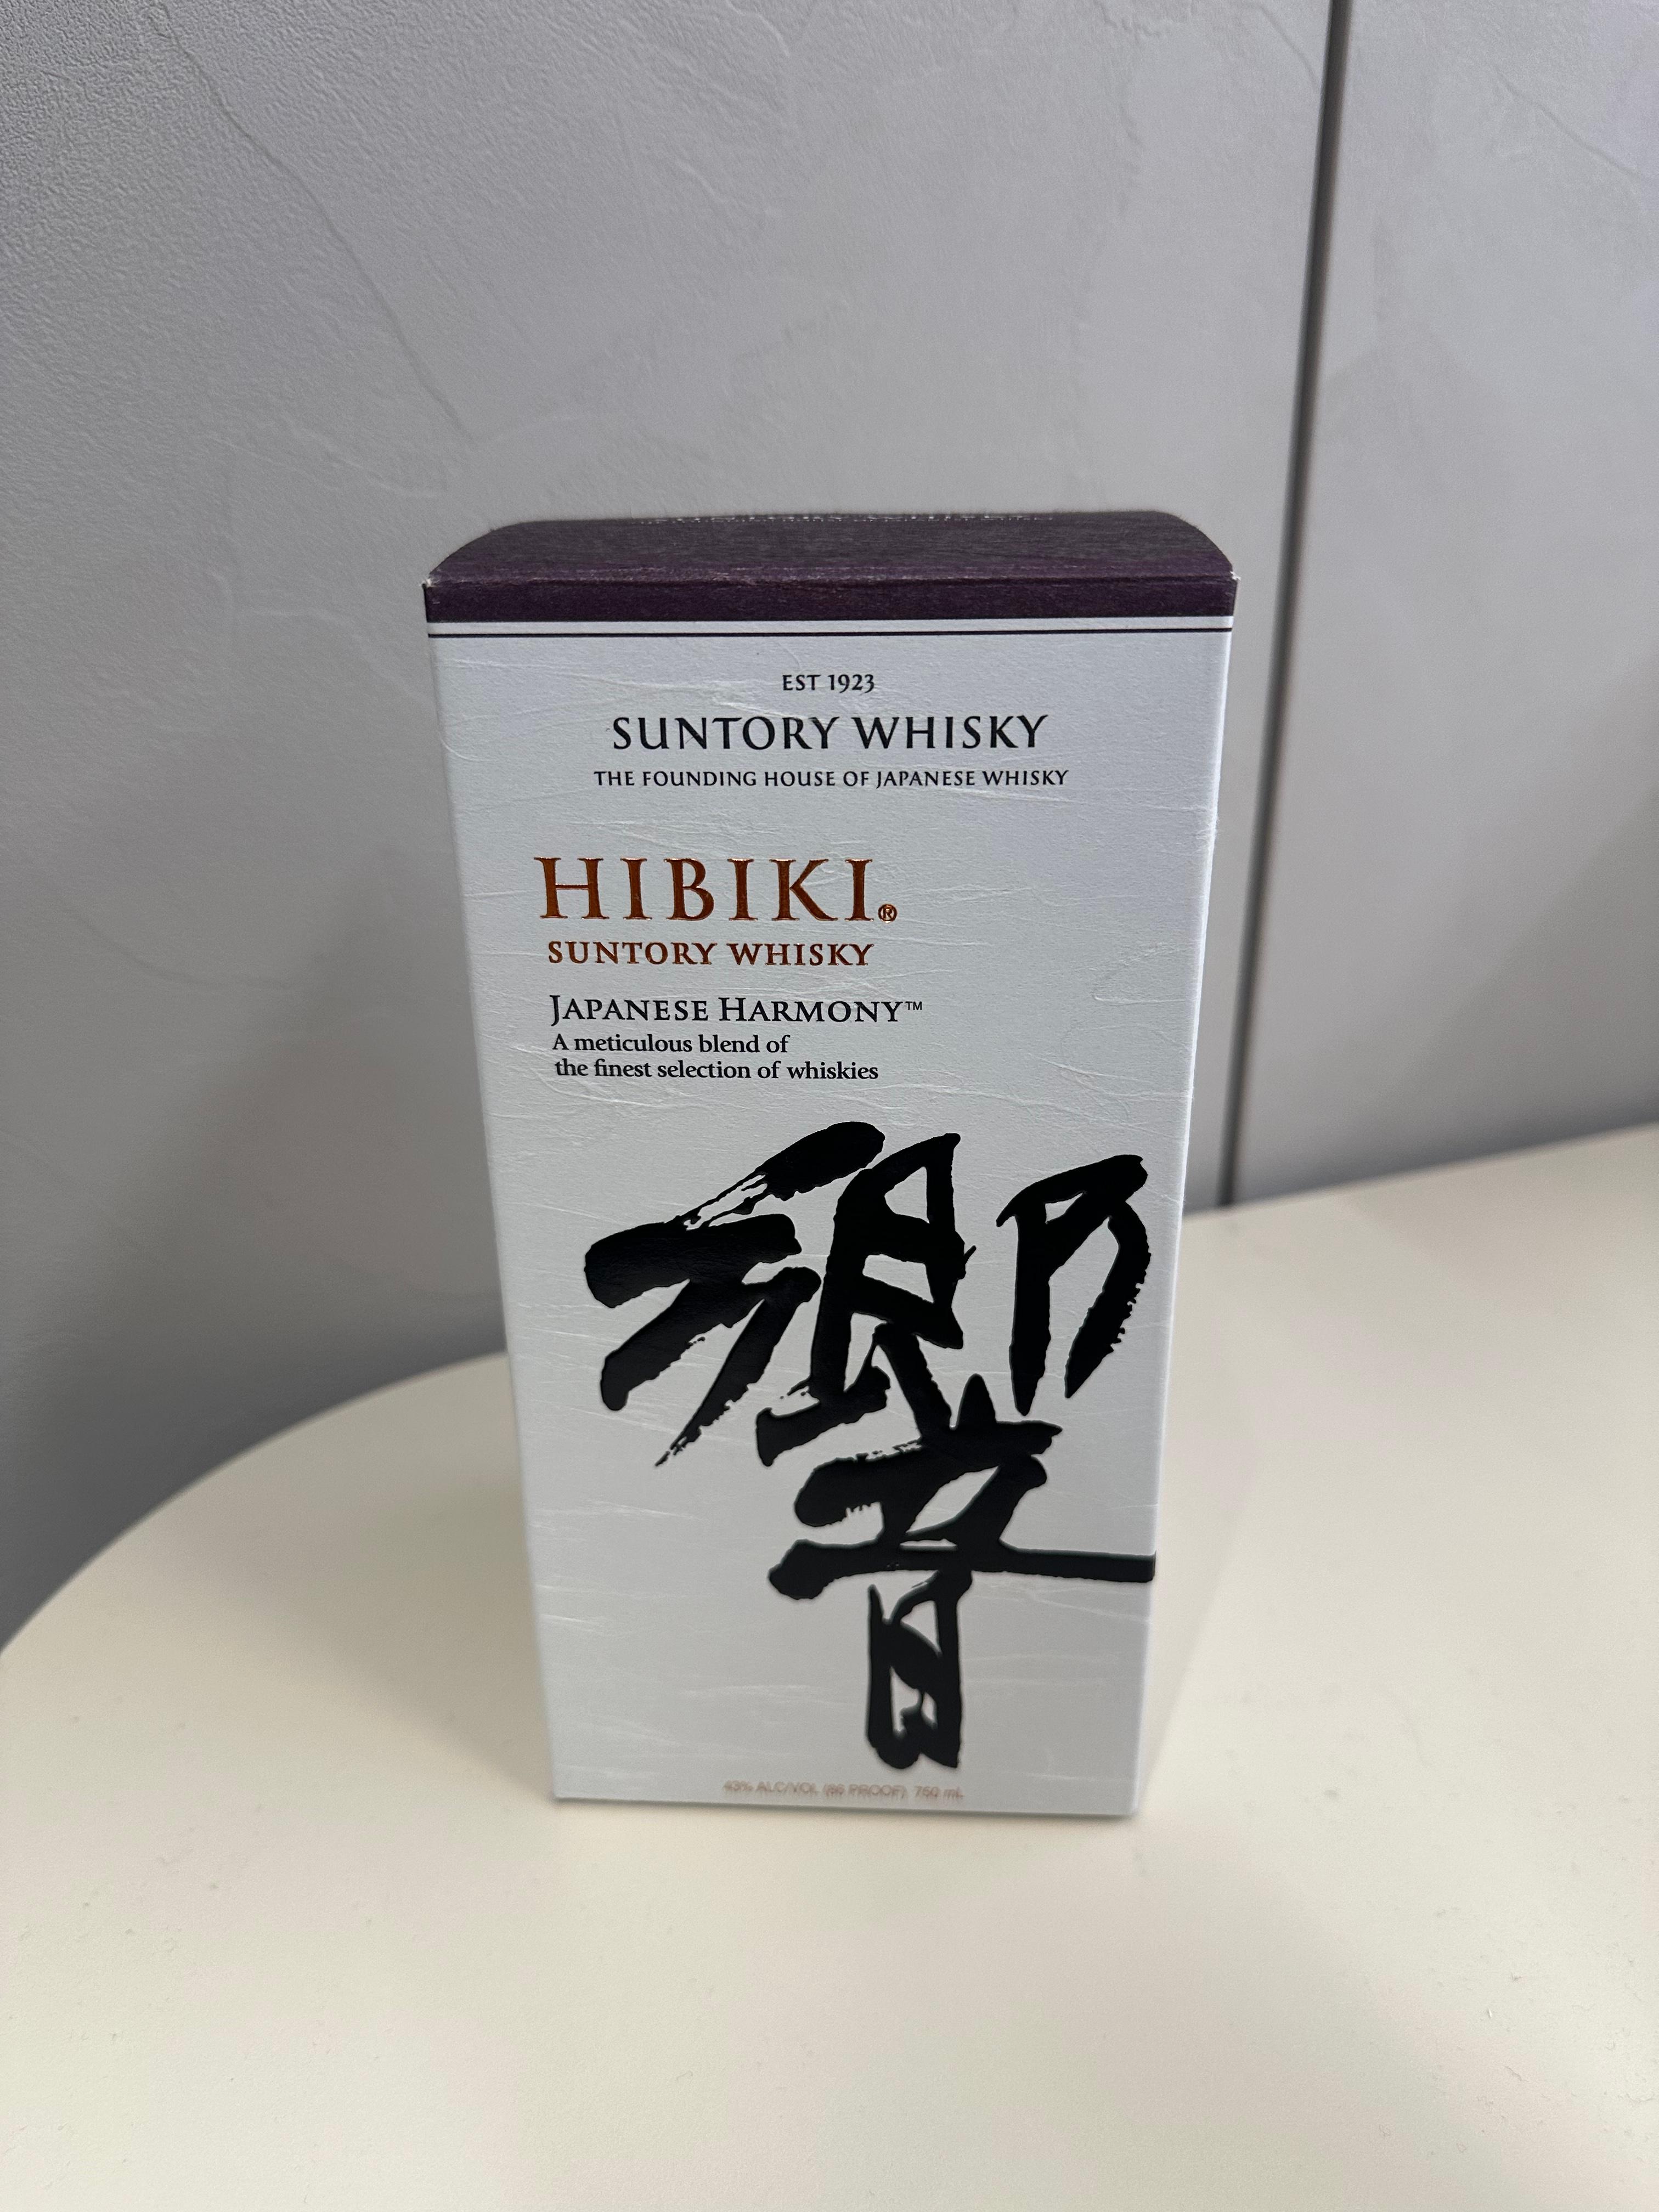 EST 1923
SUNTORY WHISKY
THE FOUNDING HOUSE OF JAPANESE WHISKY
HIBIKI®
SUNTORY WHISKY
JAPANESE HARMONY™
A meticulous blend of
the finest selection of whiskies
響
43% ALC/VOL (86 PROOF) 750 mL